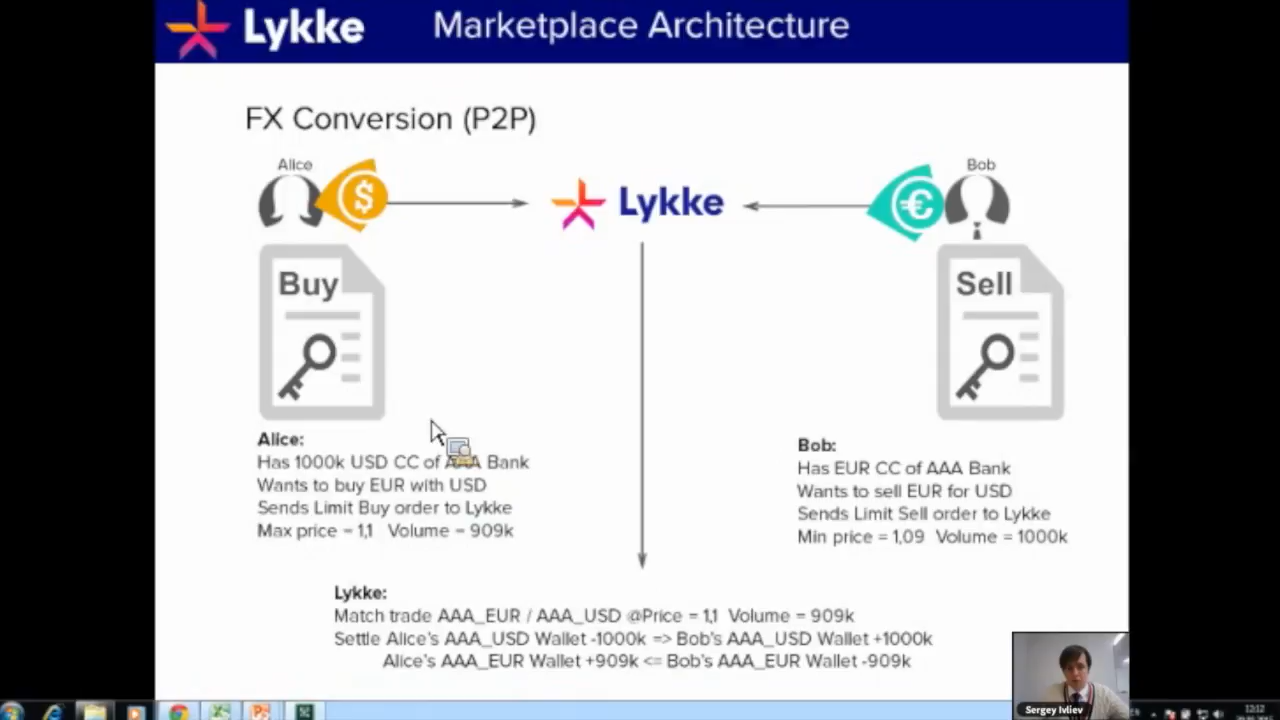 Lykke
Marketplace Architecture
FX Conversion (P2P)
Alice
Bob
$
Lykke
€
Buy
Sell
Alice:
Has 1000k USD CC of AAA Bank
Wants to buy EUR with USD
Sends Limit Buy order to Lykke
Max price = 1,1 Volume = 909k
Bob:
Has EUR CC of AAA Bank
Wants to sell EUR for USD
Sends Limit Sell order to Lykke
Min price = 1,09 Volume = 1000k
Lykke:
Match trade AAA_EUR / AAA_USD @Price = 1,1 Volume = 909k
Settle Alice's AAA_USD Wallet -1000k => Bob's AAA_USD Wallet +1000k
Alice's AAA_EUR Wallet +909k <= Bob's AAA_EUR Wallet -909k
Sergey Ivliev
12:12